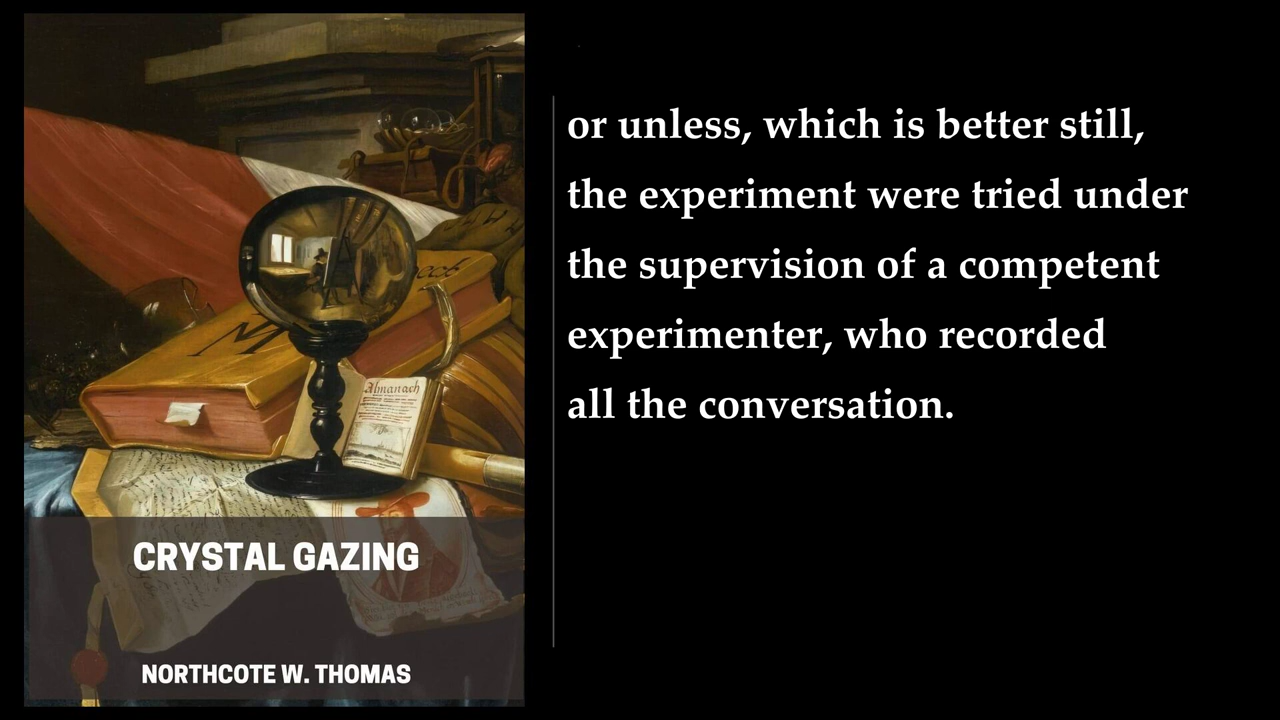 or unless, which is better still,
the experiment were tried under
the supervision of a competent
experimenter, who recorded
all the conversation.
Almanach
M
CRYSTAL GAZING
NORTHCOTE W. THOMAS